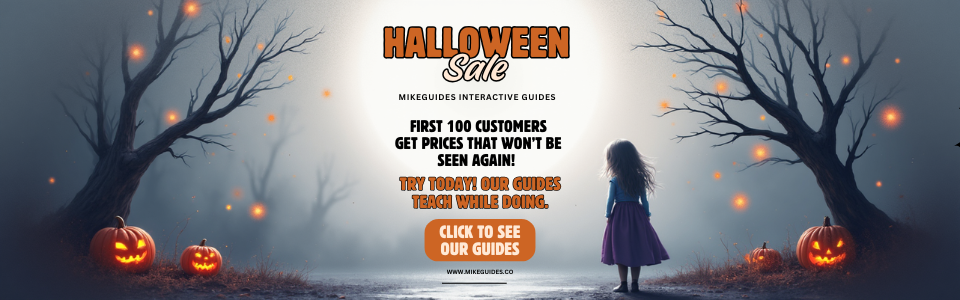 HALLOWEEN
Sale
MIKEGUIDES INTERACTIVE GUIDES
FIRST 100 CUSTOMERS
GET PRICES THAT WON'T BE
SEEN AGAIN!
TRY TODAY! OUR GUIDES
TEACH WHILE DOING.
CLICK TO SEE
OUR GUIDES
WWW.MIKEGUIDES.CO